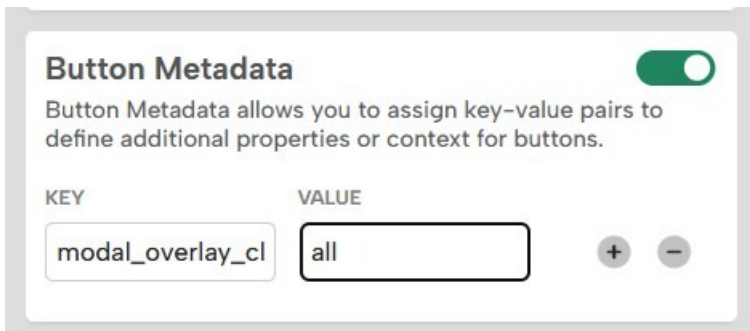 Button Metadata
Button Metadata allows you to assign key-value pairs to
define additional properties or context for buttons.
KEY VALUE
modal_overlay_cl all + −